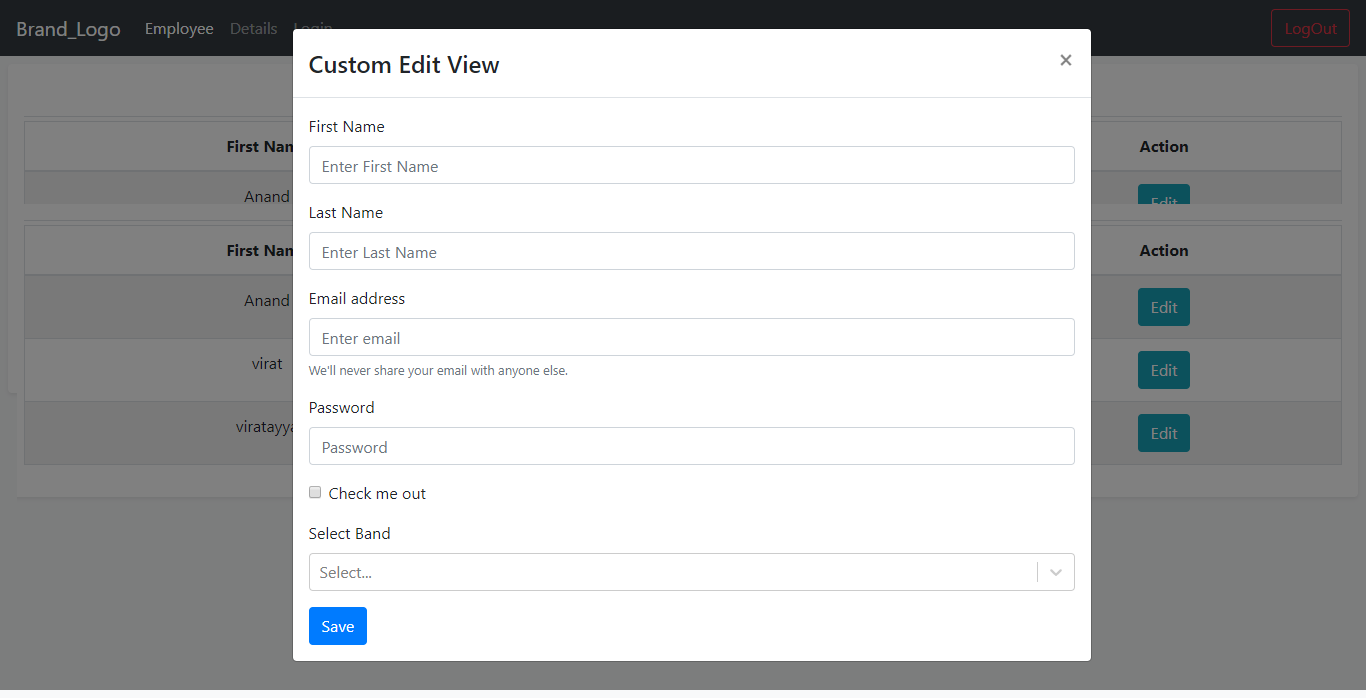 Brand_Logo Employee Details Login LogOut
Custom Edit View ×
First Name
Enter First Name
Last Name
Enter Last Name
Email address
Enter email
We'll never share your email with anyone else.
Password
Password
Check me out
Select Band
Select...
Save
First Nam Action
Anand Edit
First Nam Action
Anand Edit
virat Edit
viratayya Edit